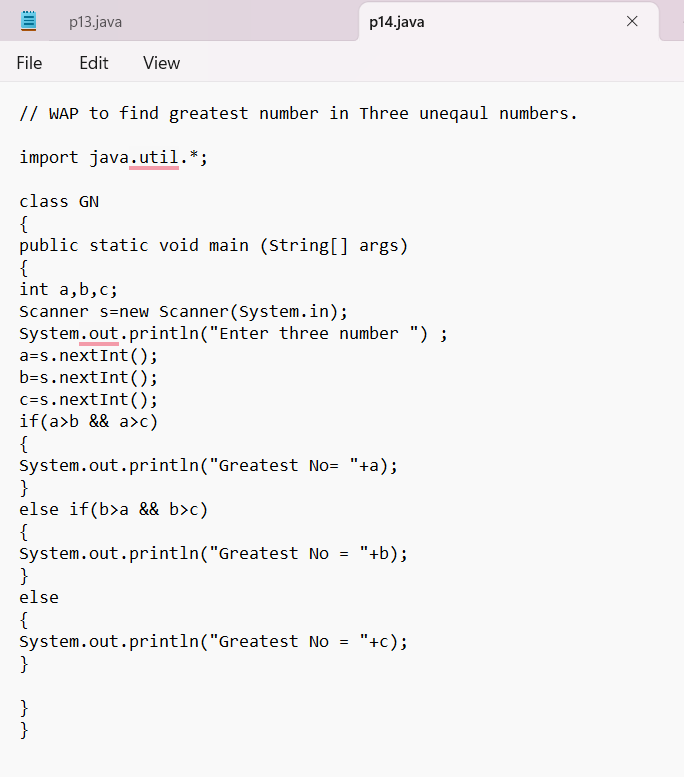 p13.java
p14.java
File Edit View
// WAP to find greatest number in Three uneqaul numbers.
import java.util.*;
class GN
{
public static void main (String[] args)
{
int a,b,c;
Scanner s=new Scanner(System.in);
System.out.println("Enter three number ") ;
a=s.nextInt();
b=s.nextInt();
c=s.nextInt();
if(a>b && a>c)
{
System.out.println("Greatest No= "+a);
}
else if(b>a && b>c)
{
System.out.println("Greatest No = "+b);
}
else
{
System.out.println("Greatest No = "+c);
}
}
}